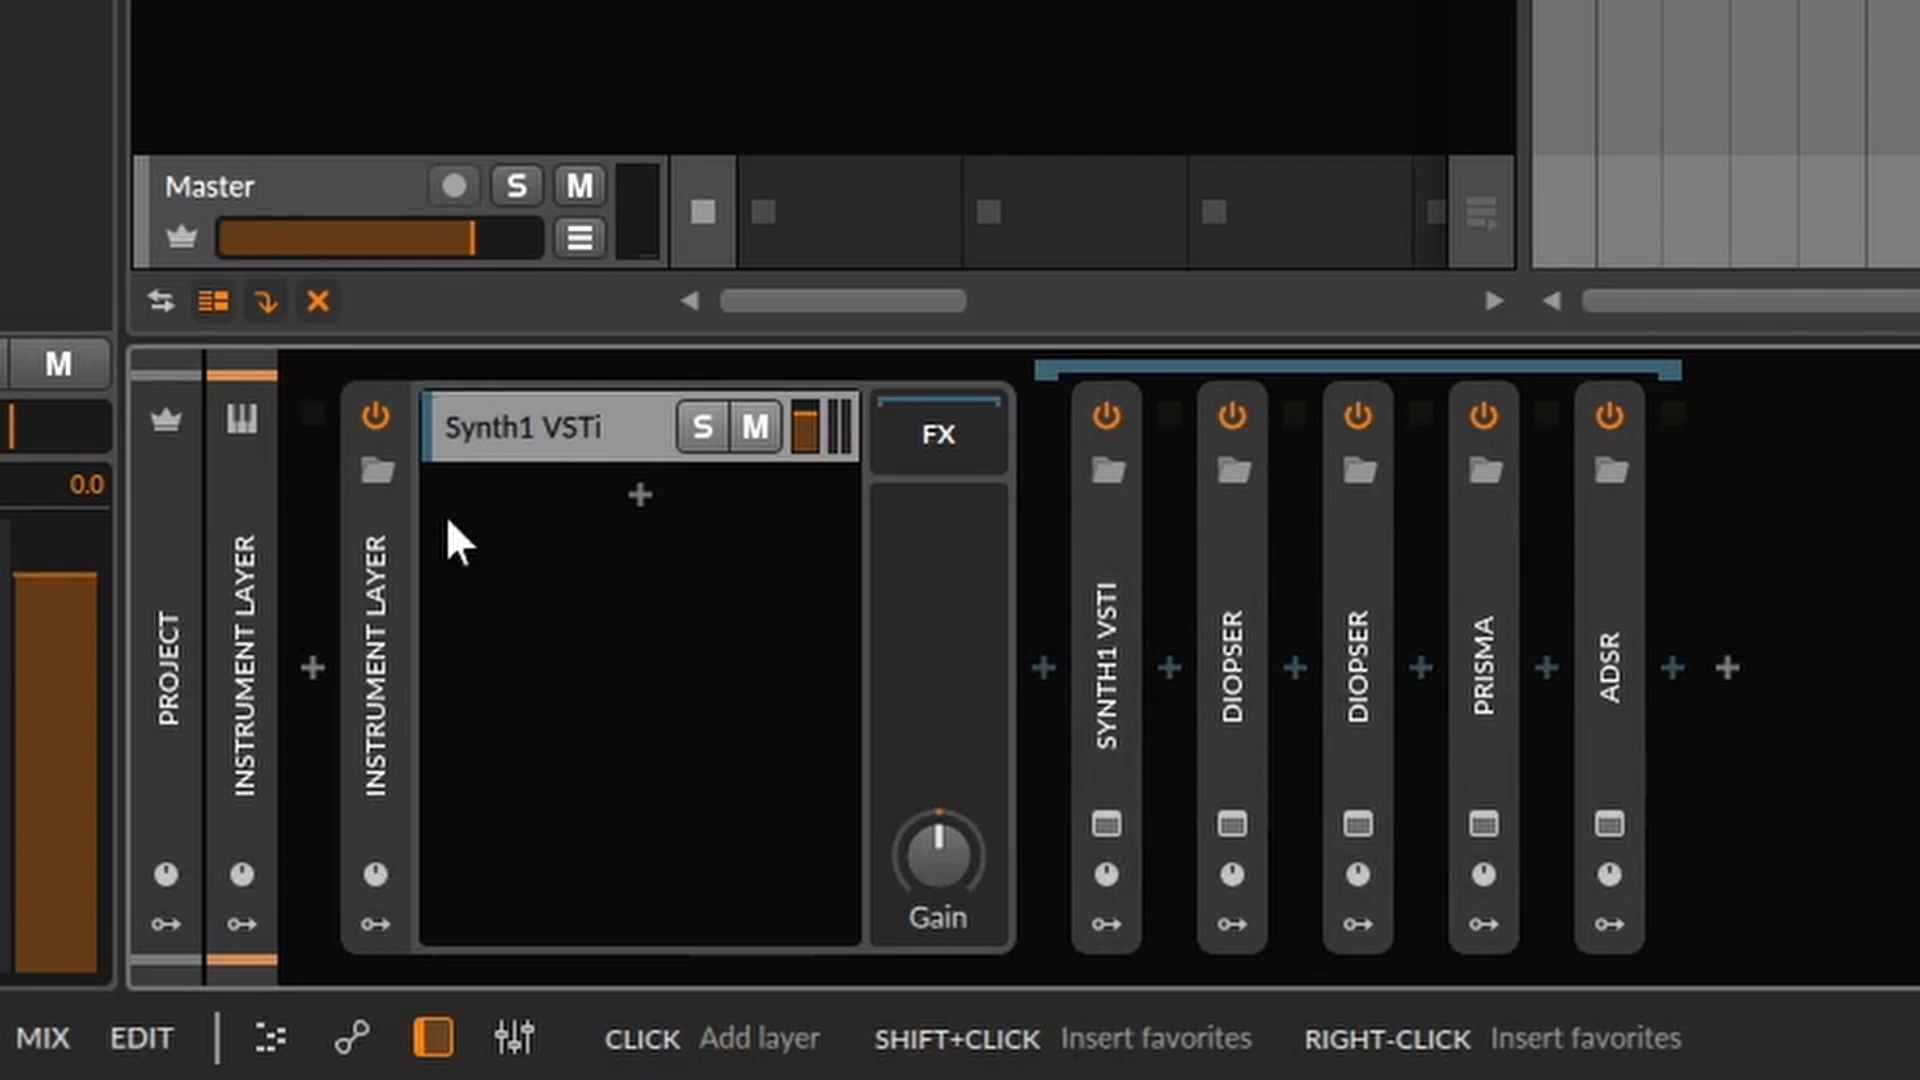 Master
S M
M
0.0
PROJECT
INSTRUMENT LAYER
INSTRUMENT LAYER
Synth1 VSTi
S M
FX
Gain
SYNTH1 VSTI
DIOPSER
DIOPSER
PRISMA
ADSR
MIX EDIT CLICK Add layer SHIFT+CLICK Insert favorites RIGHT-CLICK Insert favorites